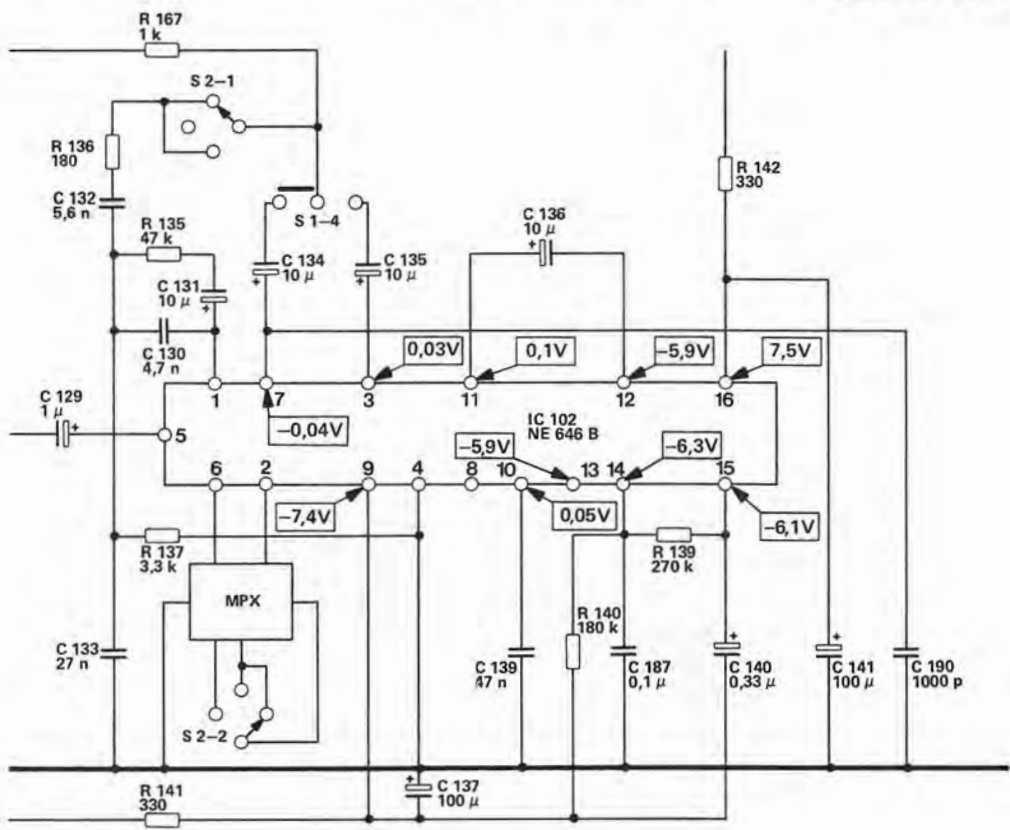 R 167
1 k
S 2–1
R 136
180
R 142
330
C 132
5,6 n
S 1–4
R 135
47 k
C 136
10 µ
+
C 134
10 µ
+
C 135
10 µ
+
C 131
10 µ
+
C 130
4,7 n
0,03V
0,1V
–5,9V
7,5V
C 129
1 µ
+
1
7
3
11
12
16
5
–0,04V
IC 102
NE 646 B
–5,9V
–6,3V
6
2
9
4
8
10
13
14
15
–7,4V
0,05V
–6,1V
R 137
3,3 k
R 139
270 k
MPX
R 140
180 k
C 133
27 n
C 139
47 n
C 187
0,1 µ
+
C 140
0,33 µ
+
C 141
100 µ
C 190
1000 p
S 2–2
R 141
330
+
C 137
100 µ